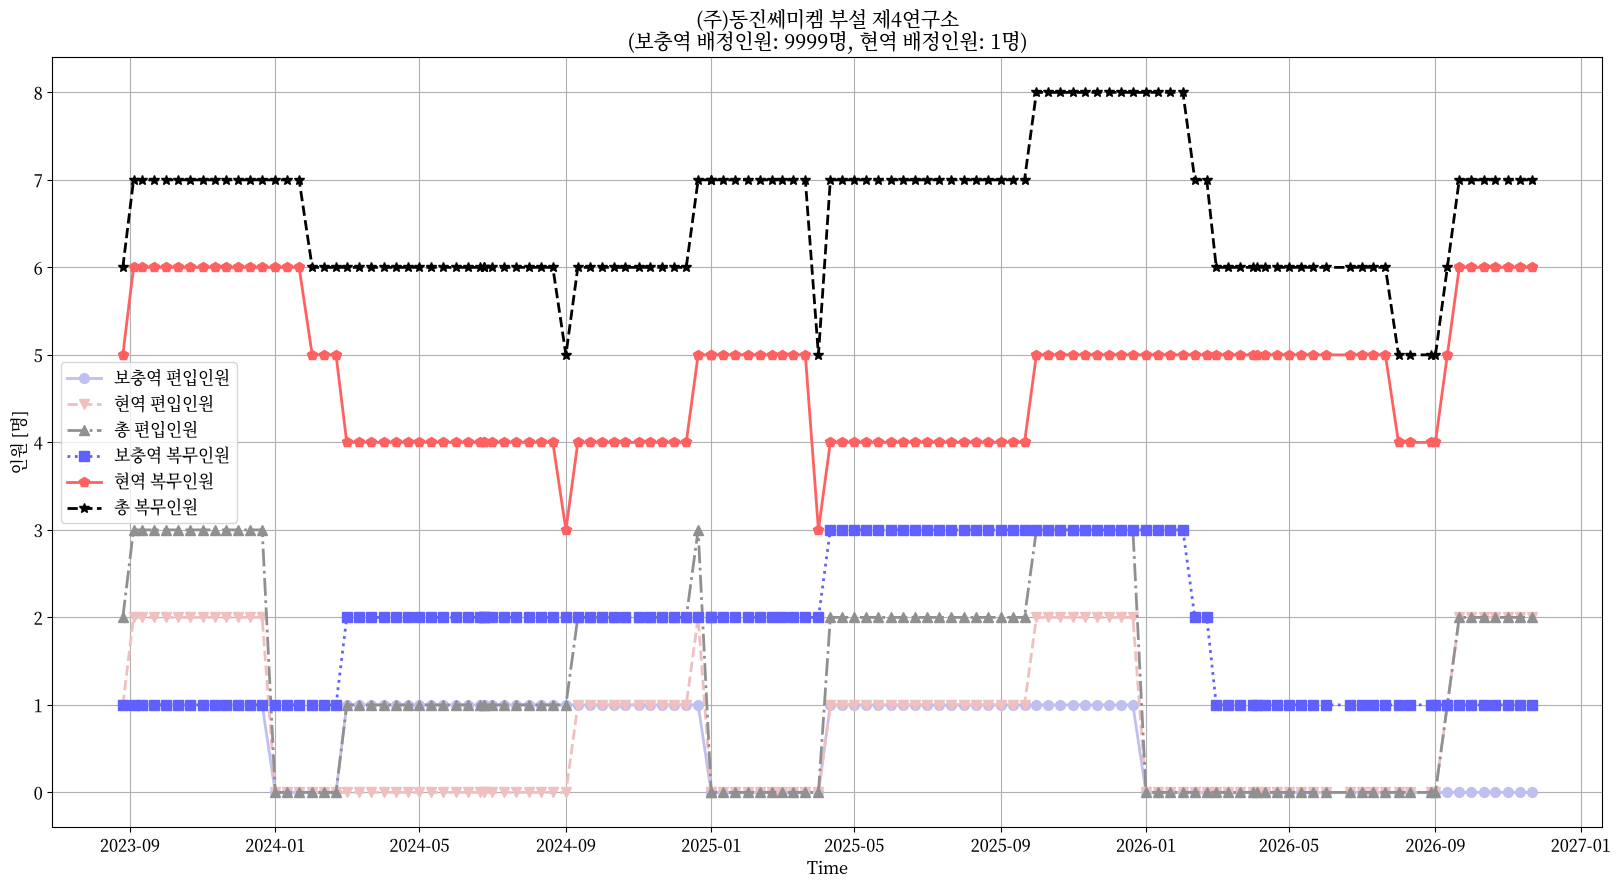 (주)동진쎄미켐 부설 제4연구소
(보충역 배정인원: 9999명, 현역 배정인원: 1명)
8
7
6
5
4
3
2
1
0
인원 [명]
보충역 편입인원
현역 편입인원
총 편입인원
보충역 복무인원
현역 복무인원
총 복무인원
2023-09
2024-01
2024-05
2024-09
2025-01
2025-05
2025-09
2026-01
2026-05
2026-09
2027-01
Time